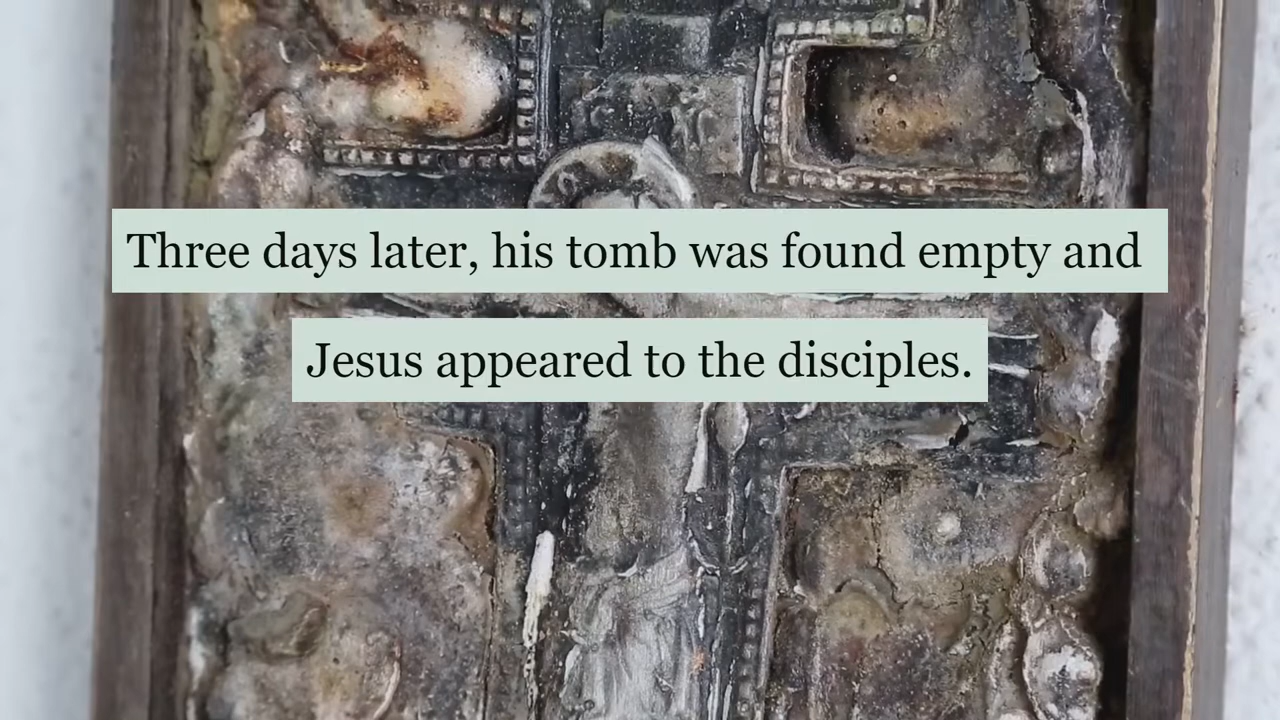 Three days later, his tomb was found empty and
Jesus appeared to the disciples.